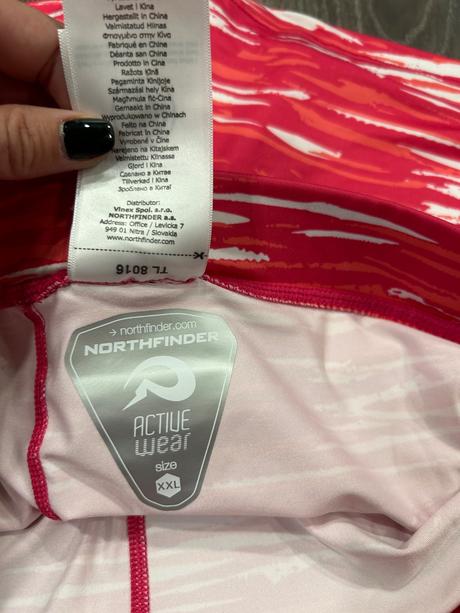 Lavet i Kina
Hergestellt in China
Valmistatud Hiinas
Φτιαγμένο στην Κίνα
Fabriqué en China
Déanta san China
Prodotto in Cina
Ražots Ķīnā
Pagaminta Kinijoje
Származási hely Kína
Magħmula fiċ-Ċina
Gemaakt in China
Wyprodukowano w Chinach
Feito na China
Fabricat în China
Vyrobené v Číne
Narejeno na Kitajskem
Valmistettu Kiinassa
Gjord i Kina
Сделано в Китае
Tillverkad i Kina
Зроблено в Китаї
Distributor:
Vinex Spol. s.r.o.
NORTHFINDER a.s.
Address: Office / Levická 7
949 01 Nitra / Slovakia
www.northfinder.com
TL 8016
northfinder.com
NORTHFINDER
ACTIVE
wear
size
XXL